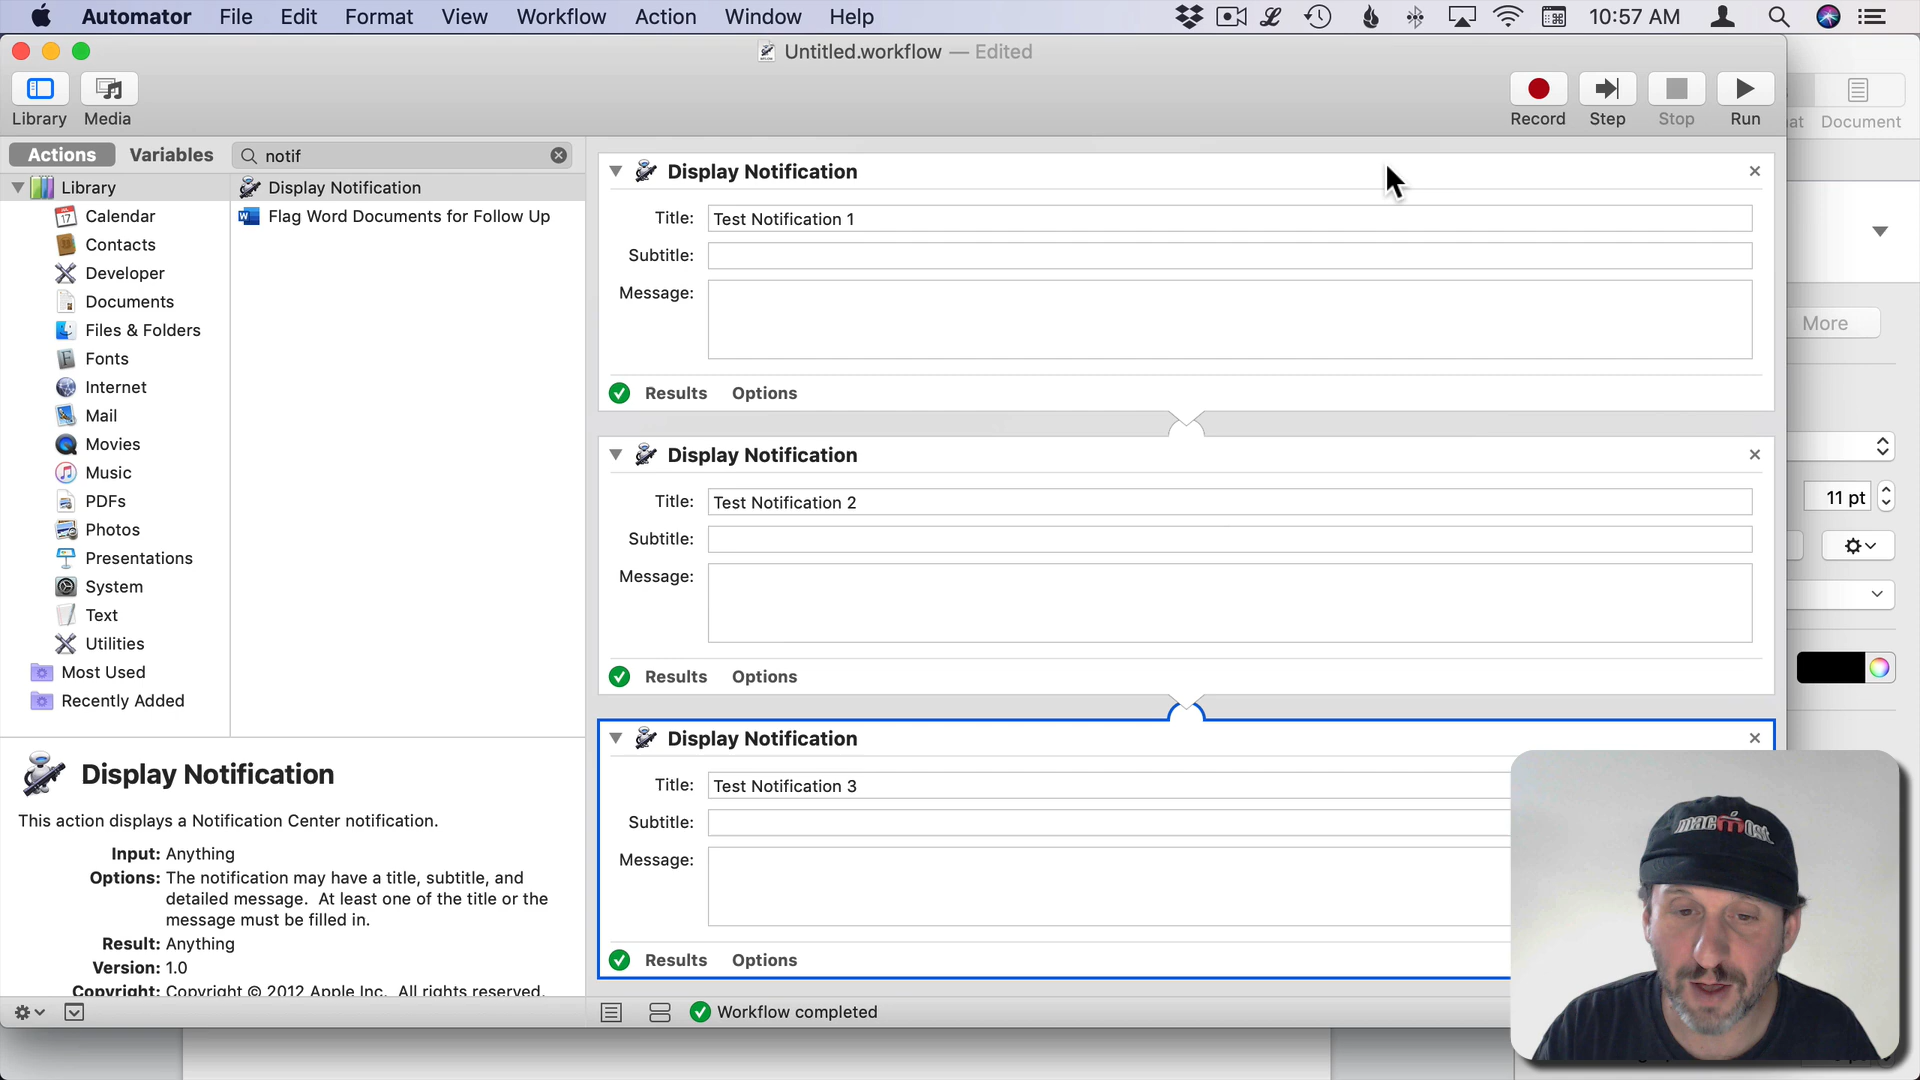 Automator File Edit Format View Workflow Action Window Help 10:57 AM
Untitled.workflow — Edited
Library Media Record Step Stop Run
Document
Actions Variables notif
Library
Calendar
Contacts
Developer
Documents
Files & Folders
Fonts
Internet
Mail
Movies
Music
PDFs
Photos
Presentations
System
Text
Utilities
Most Used
Recently Added
Display Notification
Flag Word Documents for Follow Up
Display Notification
This action displays a Notification Center notification.
Input: Anything
Options: The notification may have a title, subtitle, and
detailed message. At least one of the title or the
message must be filled in.
Result: Anything
Version: 1.0
Copyright: Copyright © 2012 Apple Inc. All rights reserved.
Display Notification
Title: Test Notification 1
Subtitle:
Message:
Results Options
Display Notification
Title: Test Notification 2
Subtitle:
Message:
Results Options
Display Notification
Title: Test Notification 3
Subtitle:
Message:
Results Options
Workflow completed
More
11 pt
macmost